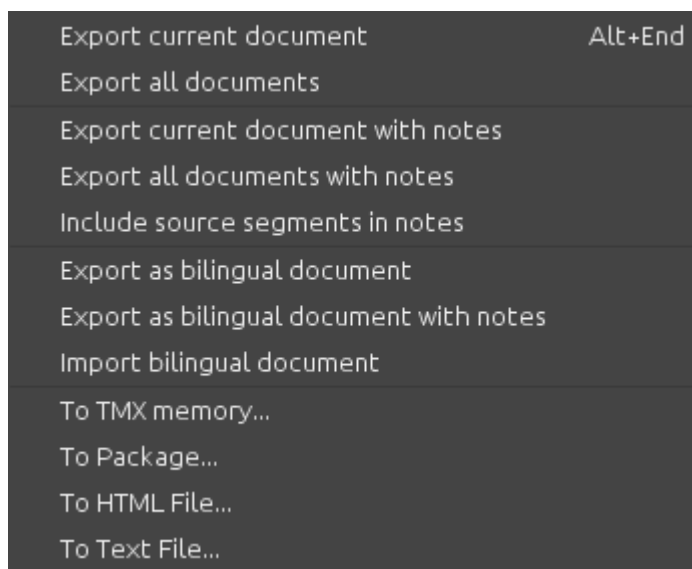 Export current document Alt+End
Export all documents
Export current document with notes
Export all documents with notes
Include source segments in notes
Export as bilingual document
Export as bilingual document with notes
Import bilingual document
To TMX memory...
To Package...
To HTML File...
To Text File...